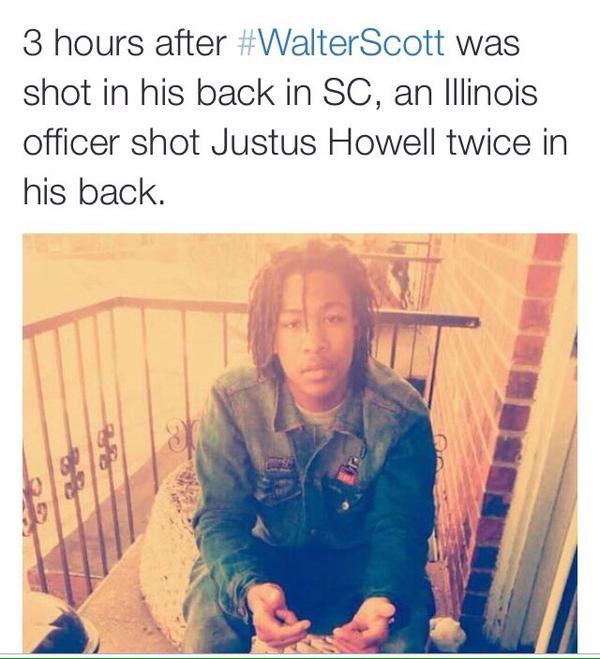 3 hours after #WalterScott was
shot in his back in SC, an Illinois
officer shot Justus Howell twice in
his back.